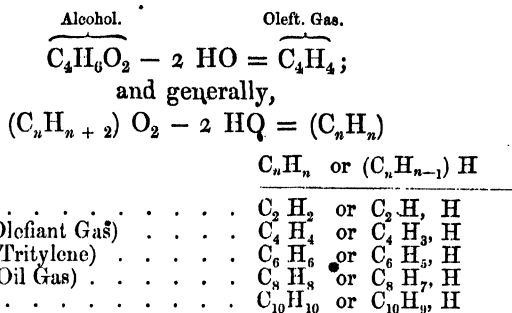 Alcohol. Oleft. Gas.
C₄H₆O₂ − 2 HO = C₄H₄;
and generally,
(CₙHₙ ₊ ₂) O₂ − 2 HO = (CₙHₙ)
CₙHₙ or (CₙHₙ₋₁) H
. . . . . . . . . C₂ H₂ or C₂ H, H
Olefiant Gas) . . . . . C₄ H₄ or C₄ H₃, H
Tritylene) . . . . . C₆ H₆ or C₆ H₅, H
Oil Gas) . . . . . . C₈ H₈ or C₈ H₇, H
. . . . . . . . . C₁₀H₁₀ or C₁₀H₉, H